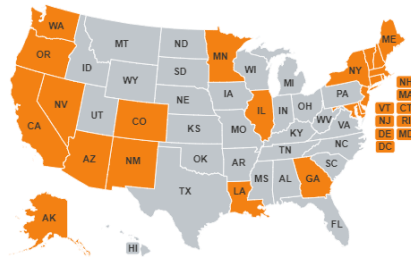 WA
ME
MT
ND
OR
MN
ID
SD
WI
NY
WY
MI
IA
PA
NE
NV
OH
IL
IN
UT
CO
WV
CA
KS
MO
VA
KY
NC
TN
AZ
OK
NM
AR
SC
MS
AL
GA
TX
LA
FL
AK
HI
NH
MA
VT
CT
NJ
RI
DE
MD
DC